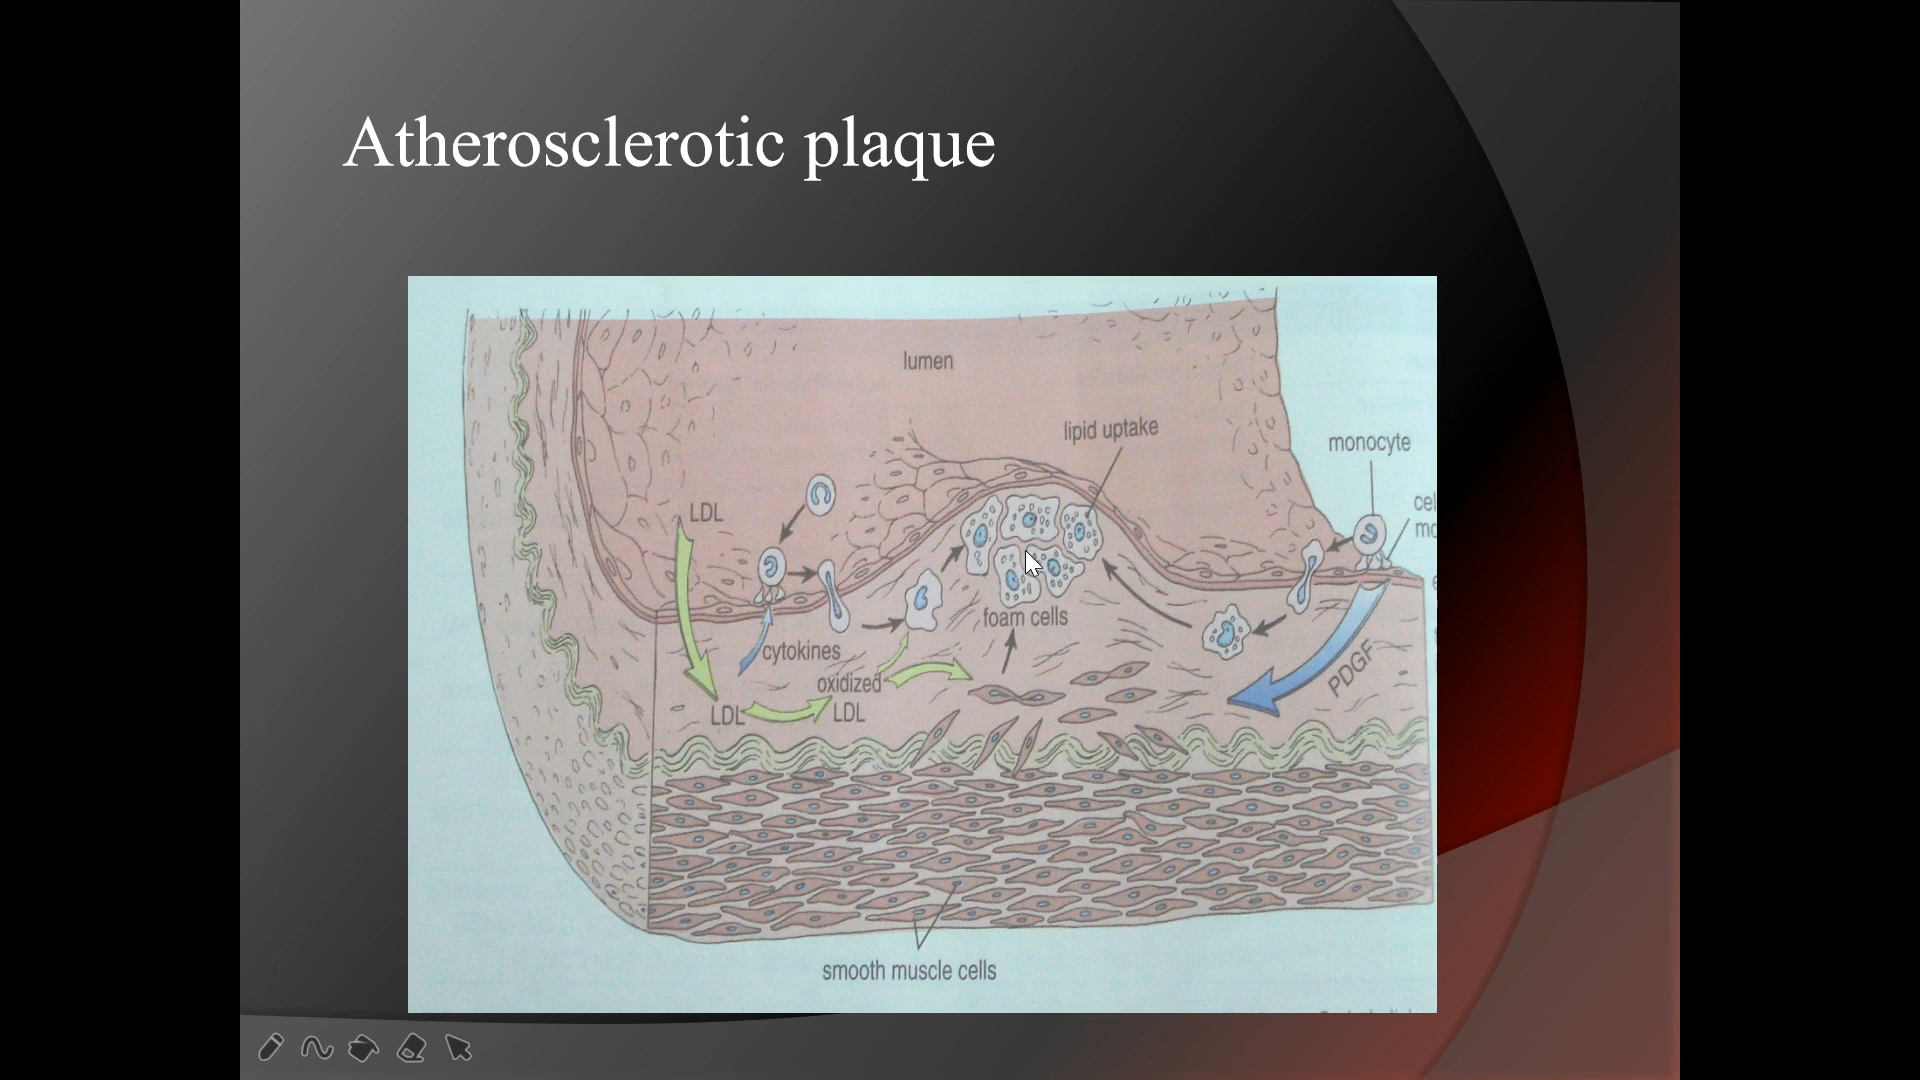 Atherosclerotic plaque
lumen
lipid uptake
monocyte
LDL
cytokines
foam cells
oxidized
LDL
LDL
PDGF
smooth muscle cells